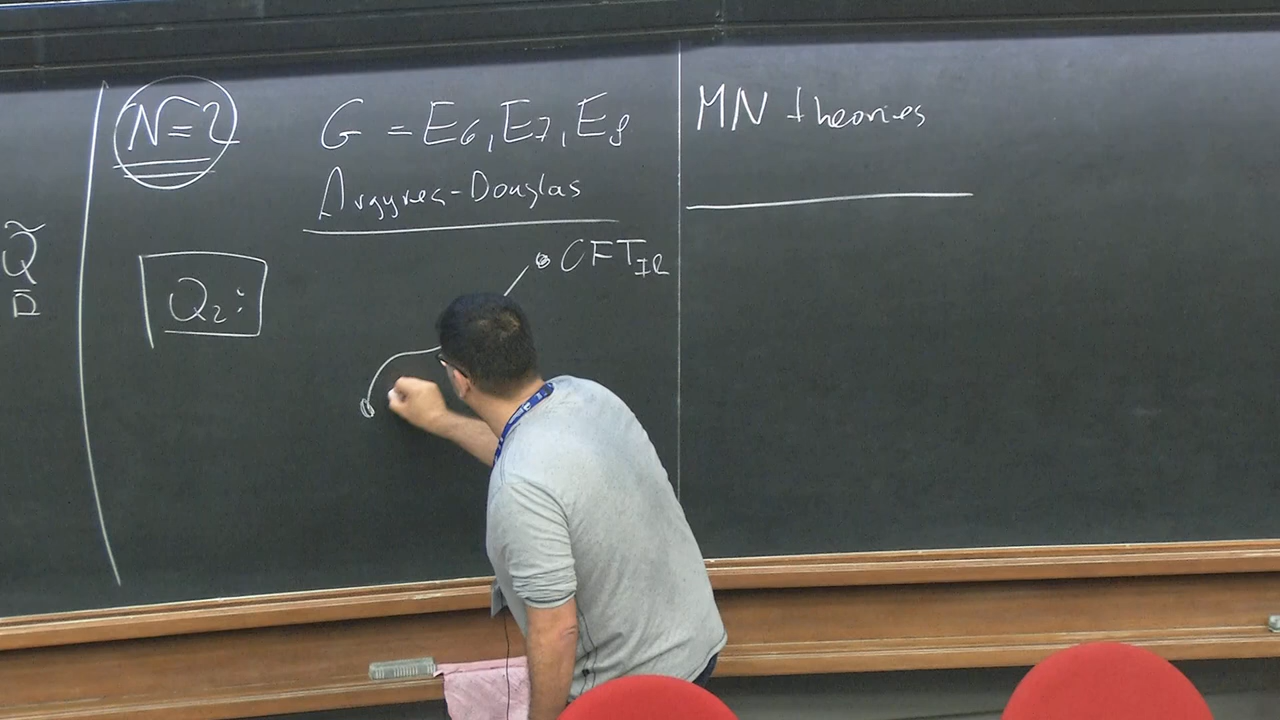 Q̃
D̄
N=2
G = E6, E7, E8
Argyres-Douglas
Q2:
CFT_IR
MN theories